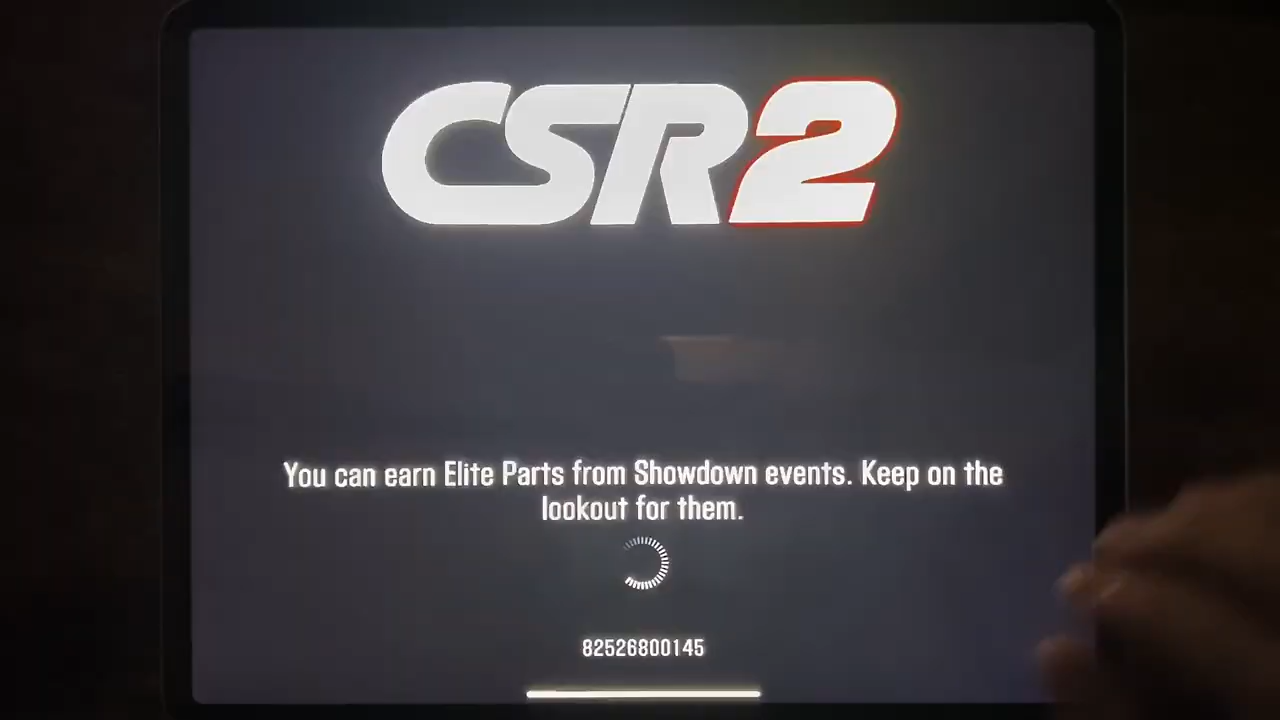 CSR2
You can earn Elite Parts from Showdown events. Keep on the
lookout for them.
82526800145